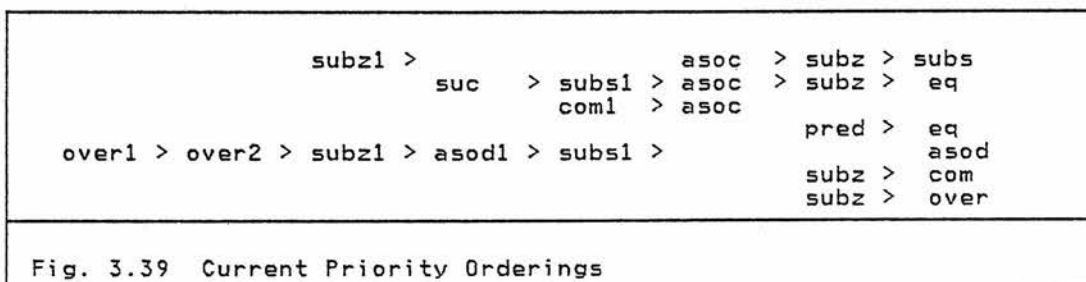 subz1 > asoc > subz > subs
suc > subs1 > asoc > subz > eq
com1 > asoc
pred > eq
over1 > over2 > subz1 > asod1 > subs1 > asod
subz > com
subz > over
Fig. 3.39 Current Priority Orderings